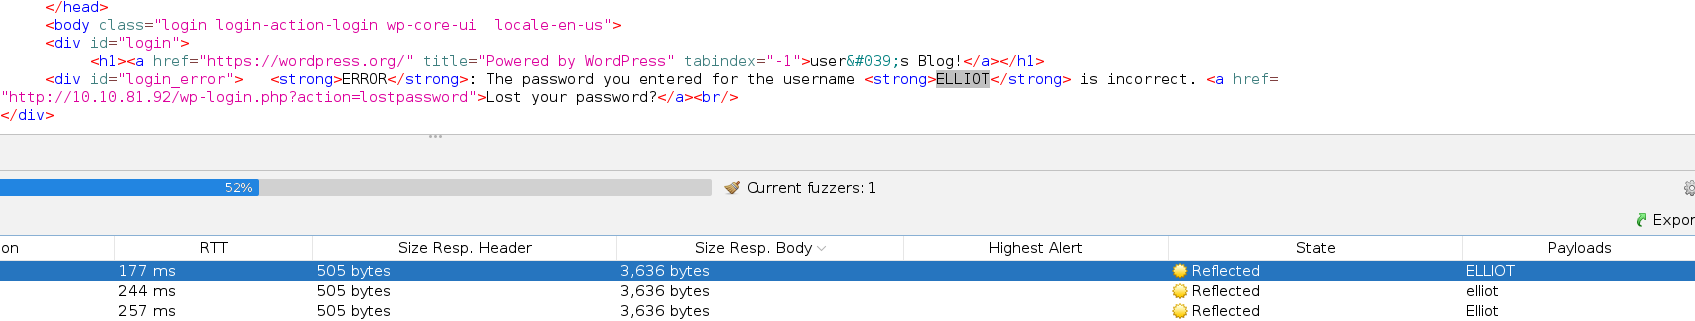 </head>
<body class="login login-action-login wp-core-ui  locale-en-us">
<div id="login">
<h1><a href="https://wordpress.org/" title="Powered by WordPress" tabindex="-1">user&#039;s Blog!</a></h1>
<div id="login_error">   <strong>ERROR</strong>: The password you entered for the username <strong>ELLIOT</strong> is incorrect. <a href=
"http://10.10.81.92/wp-login.php?action=lostpassword">Lost your password?</a><br/>
</div>
52% Current fuzzers: 1
Expor
on RTT Size Resp. Header Size Resp. Body Highest Alert State Payloads
177 ms 505 bytes 3,636 bytes Reflected ELLIOT
244 ms 505 bytes 3,636 bytes Reflected elliot
257 ms 505 bytes 3,636 bytes Reflected Elliot